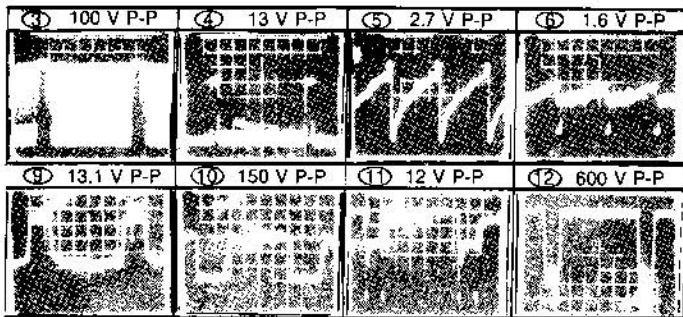 ③ 100 V P-P ④ 13 V P-P ⑤ 2.7 V P-P ⑥ 1.6 V P-P
⑨ 13.1 V P-P ⑩ 150 V P-P ⑪ 12 V P-P ⑫ 600 V P-P